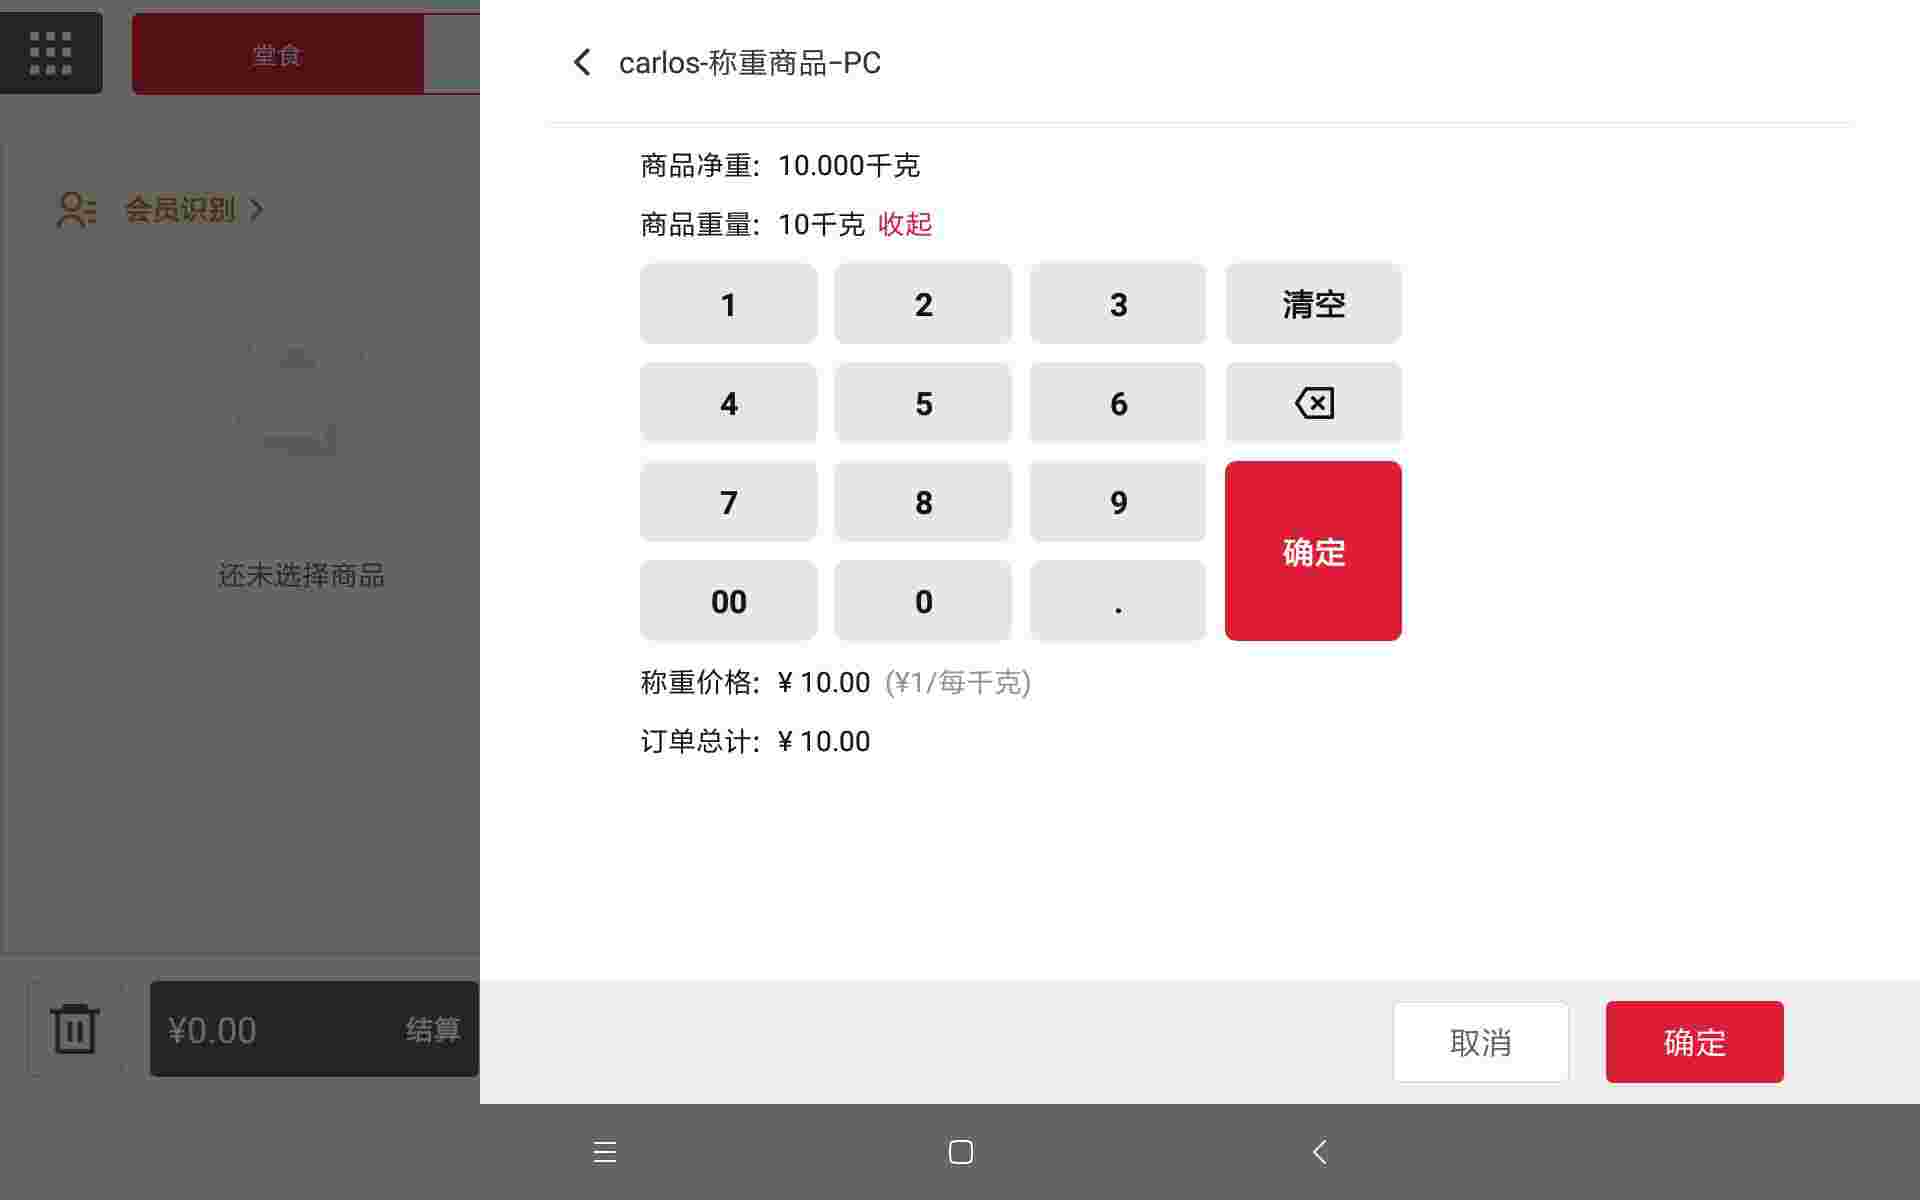 堂食
会员识别
还未选择商品
¥0.00
结算
carlos-称重商品-PC
商品净重: 10.000千克
商品重量: 10千克 收起
1 2 3 清空
4 5 6
7 8 9
确定
00 0 .
称重价格: ¥ 10.00 (¥1/每千克)
订单总计: ¥ 10.00
取消
确定